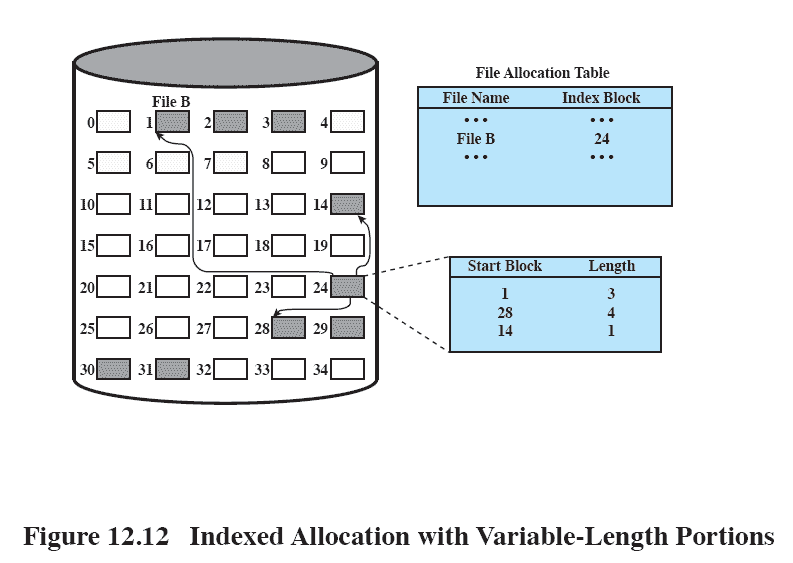 File Allocation Table
File Name Index Block
••• •••
File B 24
••• •••
File B
0 1 2 3 4
5 6 7 8 9
10 11 12 13 14
15 16 17 18 19
20 21 22 23 24
25 26 27 28 29
30 31 32 33 34
Start Block Length
1 3
28 4
14 1
Figure 12.12 Indexed Allocation with Variable-Length Portions